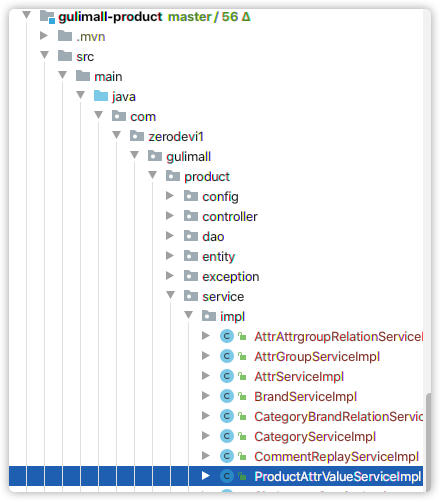 gulimall-product master / 56 Δ
.mvn
src
main
java
com
zerodevi1
gulimall
product
config
controller
dao
entity
exception
service
impl
AttrAttrgroupRelationServiceI
AttrGroupServiceImpl
AttrServiceImpl
BrandServiceImpl
CategoryBrandRelationService
CategoryServiceImpl
CommentReplayServiceImpl
ProductAttrValueServiceImpl